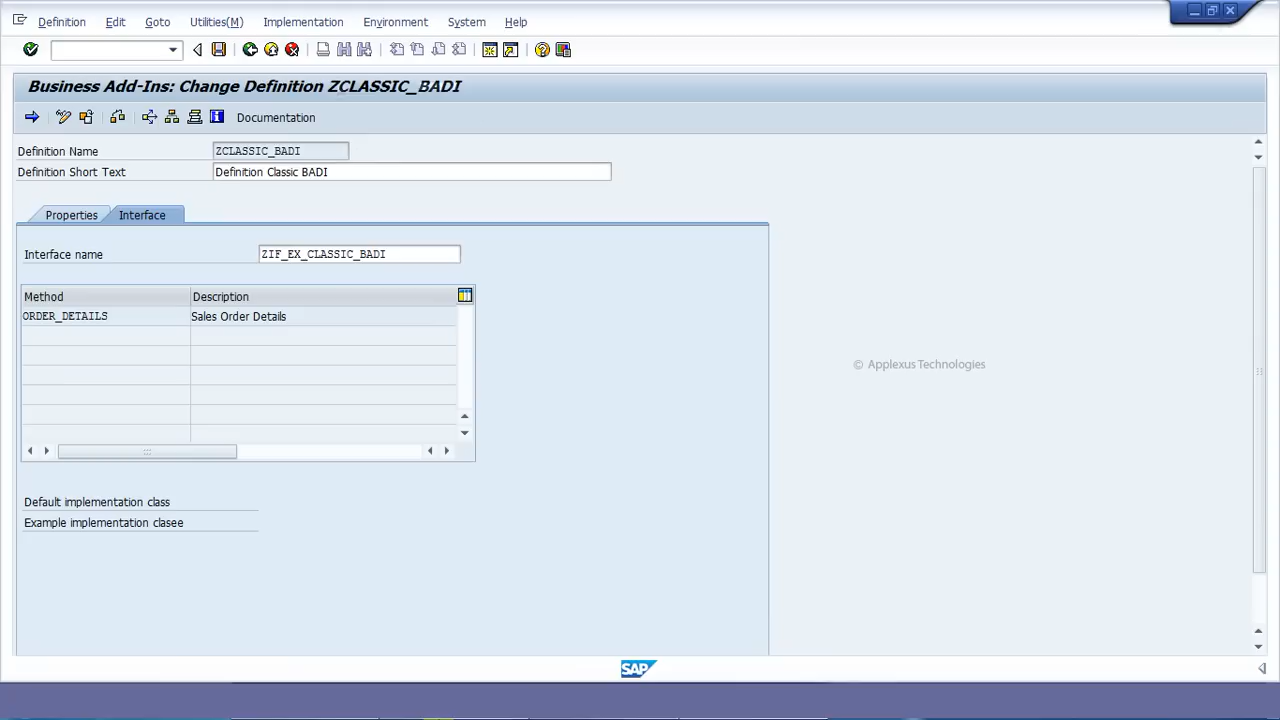 Definition Edit Goto Utilities(M) Implementation Environment System Help
Business Add-Ins: Change Definition ZCLASSIC_BADI
Documentation
Definition Name ZCLASSIC_BADI
Definition Short Text Definition Classic BADI
Properties Interface
Interface name ZIF_EX_CLASSIC_BADI
Method Description
ORDER_DETAILS Sales Order Details
© Applexus Technologies
Default implementation class
Example implementation clasee
SAP